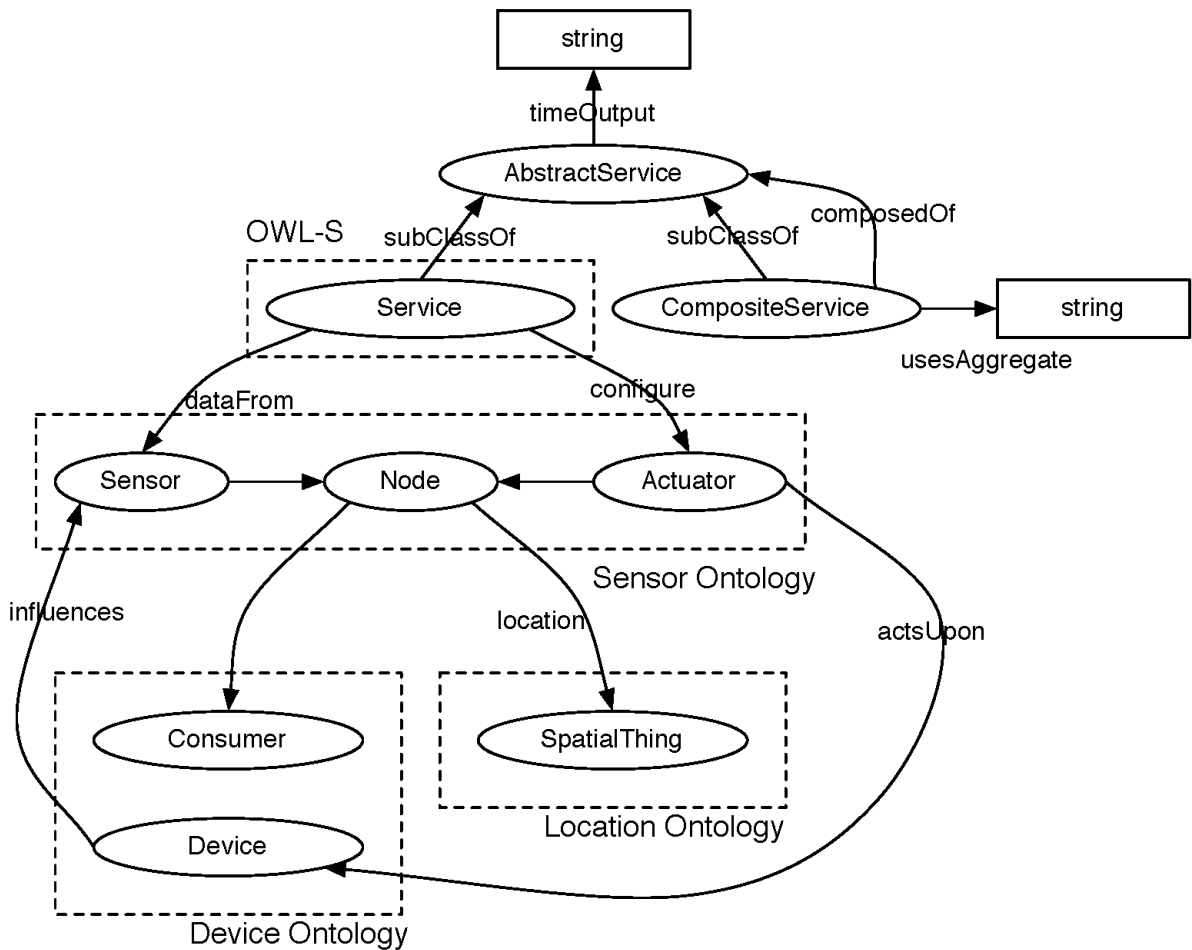 string
timeOutput
AbstractService
composedOf
OWL-S
subClassOf
subClassOf
Service
CompositeService
string
usesAggregate
configure
dataFrom
Sensor
Node
Actuator
Sensor Ontology
influences
location
actsUpon
Consumer
SpatialThing
Location Ontology
Device
Device Ontology